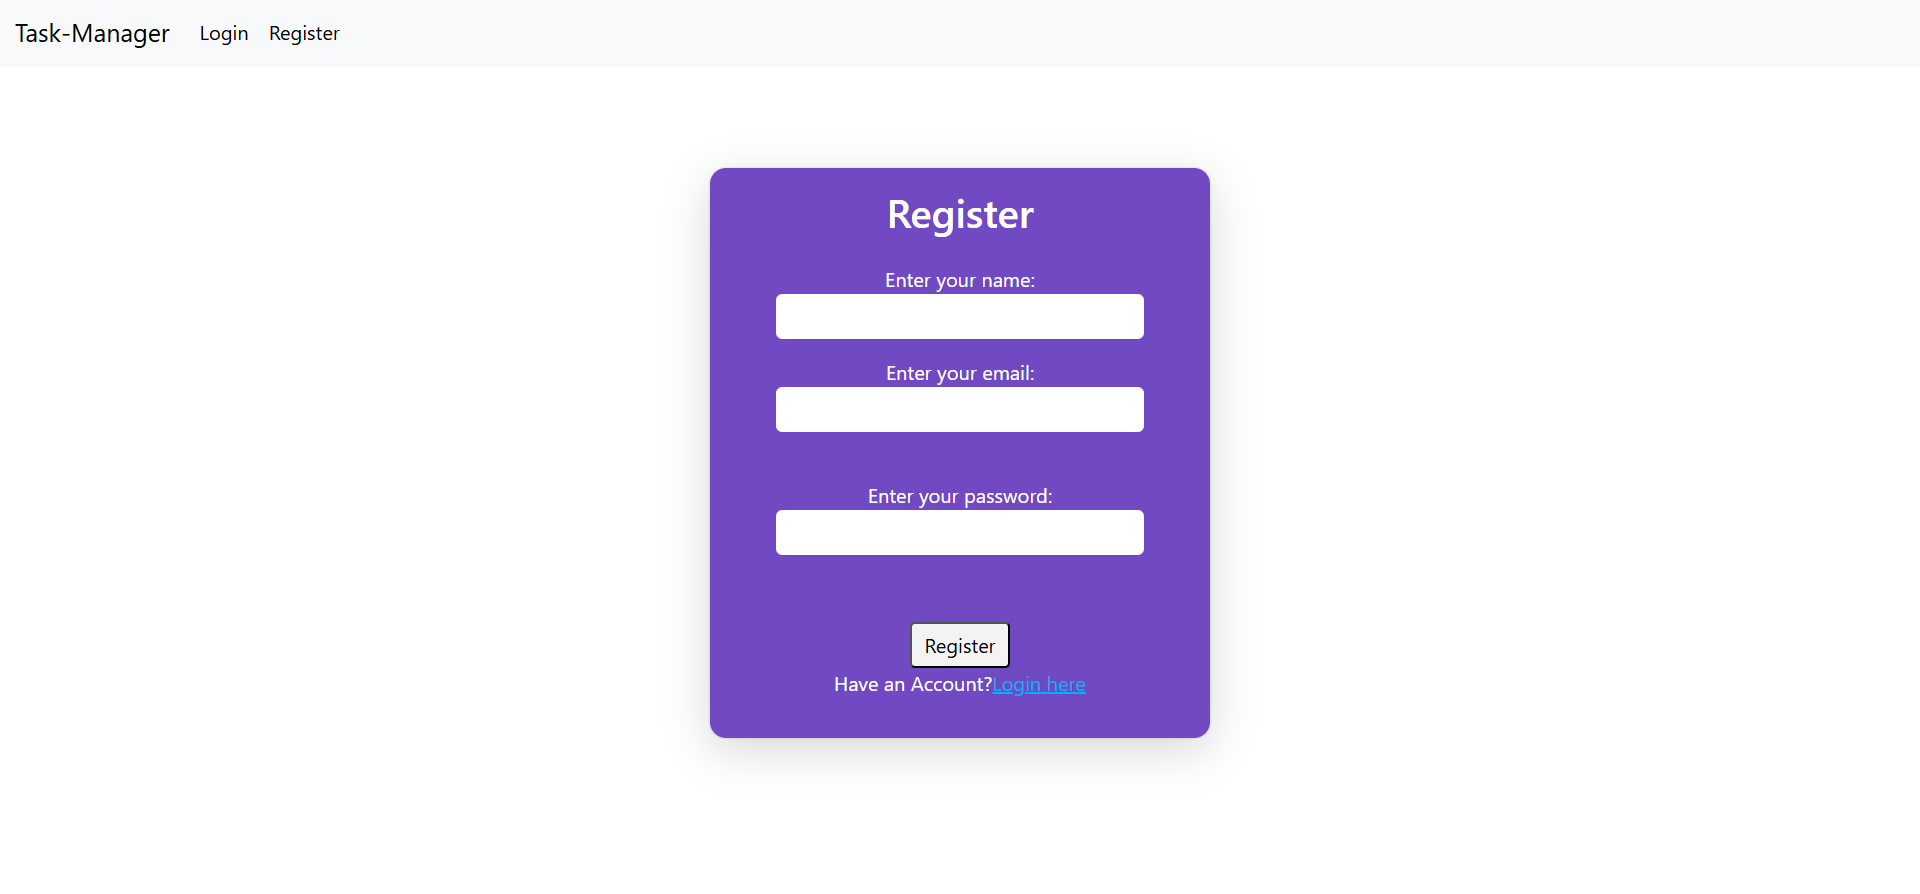 Task-Manager Login Register
Register
Enter your name:
Enter your email:
Enter your password:
Register
Have an Account?Login here